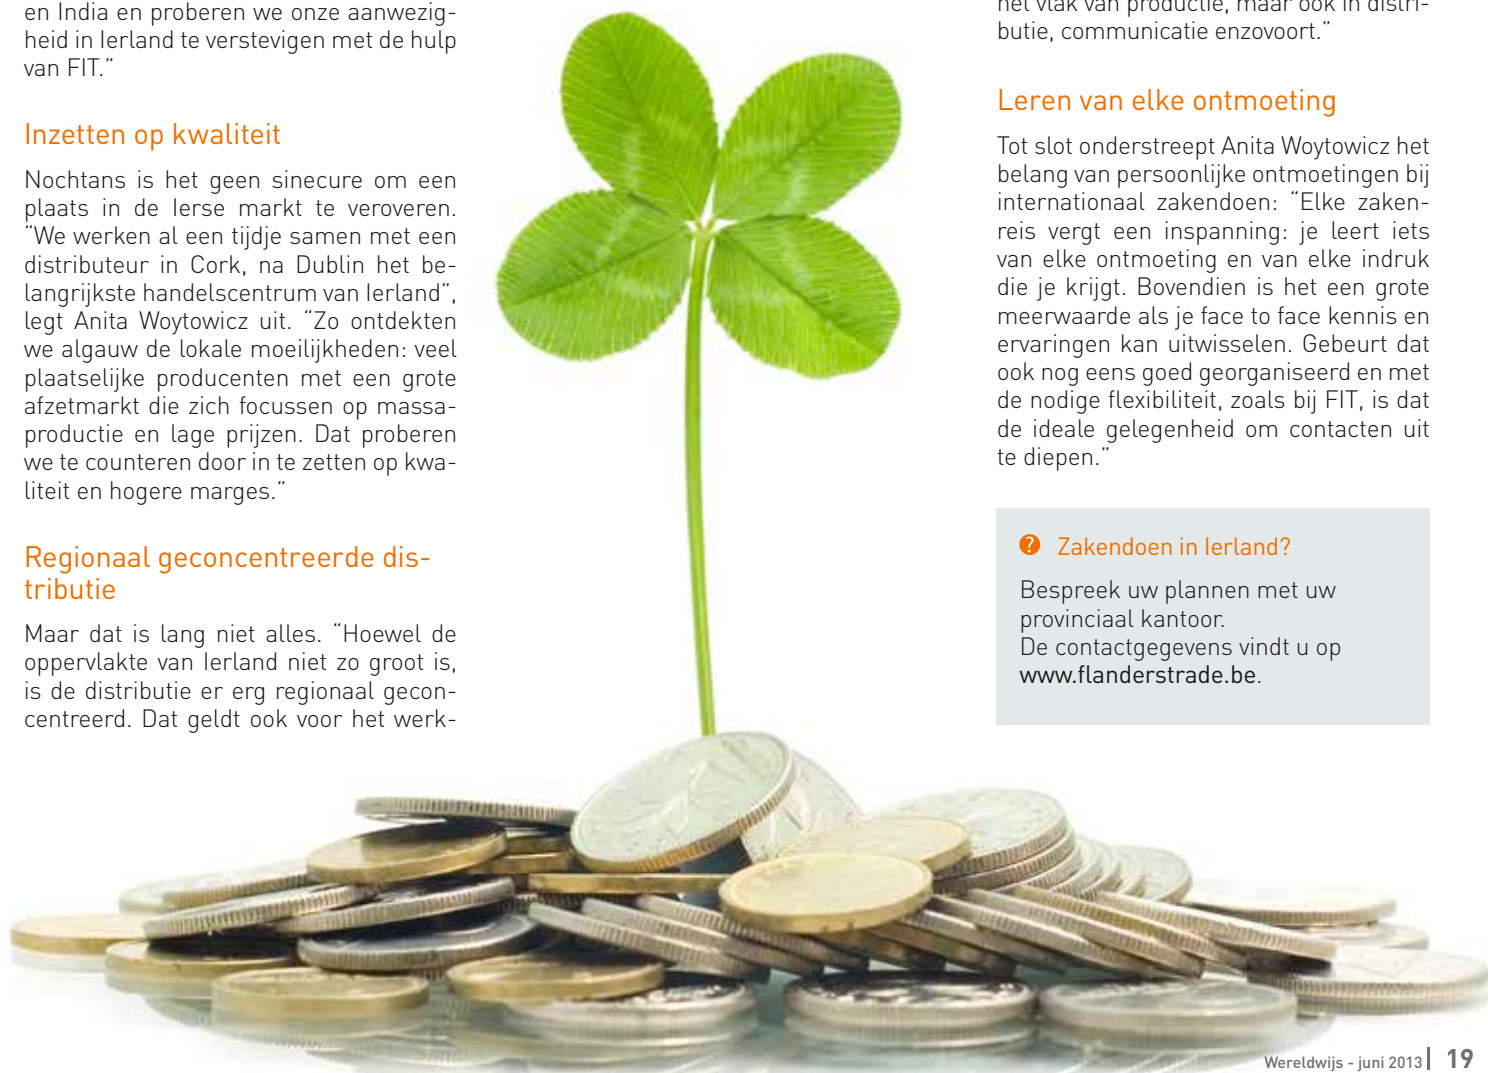 en India en proberen we onze aanwezig-
heid in Ierland te verstevigen met de hulp
van FIT.”
Inzetten op kwaliteit
Nochtans is het geen sinecure om een
plaats in de Ierse markt te veroveren.
“We werken al een tijdje samen met een
distributeur in Cork, na Dublin het be-
langrijkste handelscentrum van Ierland”,
legt Anita Woytowicz uit. “Zo ontdekten
we algauw de lokale moeilijkheden: veel
plaatselijke producenten met een grote
afzetmarkt die zich focussen op massa-
productie en lage prijzen. Dat proberen
we te counteren door in te zetten op kwa-
liteit en hogere marges.”
Regionaal geconcentreerde dis-
tributie
Maar dat is lang niet alles. “Hoewel de
oppervlakte van Ierland niet zo groot is,
is de distributie er erg regionaal gecon-
centreerd. Dat geldt ook voor het werk-
het vlak van productie, maar ook in distri-
butie, communicatie enzovoort.”
Leren van elke ontmoeting
Tot slot onderstreept Anita Woytowicz het
belang van persoonlijke ontmoetingen bij
internationaal zakendoen: “Elke zaken-
reis vergt een inspanning: je leert iets
van elke ontmoeting en van elke indruk
die je krijgt. Bovendien is het een grote
meerwaarde als je face to face kennis en
ervaringen kan uitwisselen. Gebeurt dat
ook nog eens goed georganiseerd en met
de nodige flexibiliteit, zoals bij FIT, is dat
de ideale gelegenheid om contacten uit
te diepen.”
? Zakendoen in Ierland?
Bespreek uw plannen met uw
provinciaal kantoor.
De contactgegevens vindt u op
www.flanderstrade.be.
Wereldwijs - juni 2013 | 19